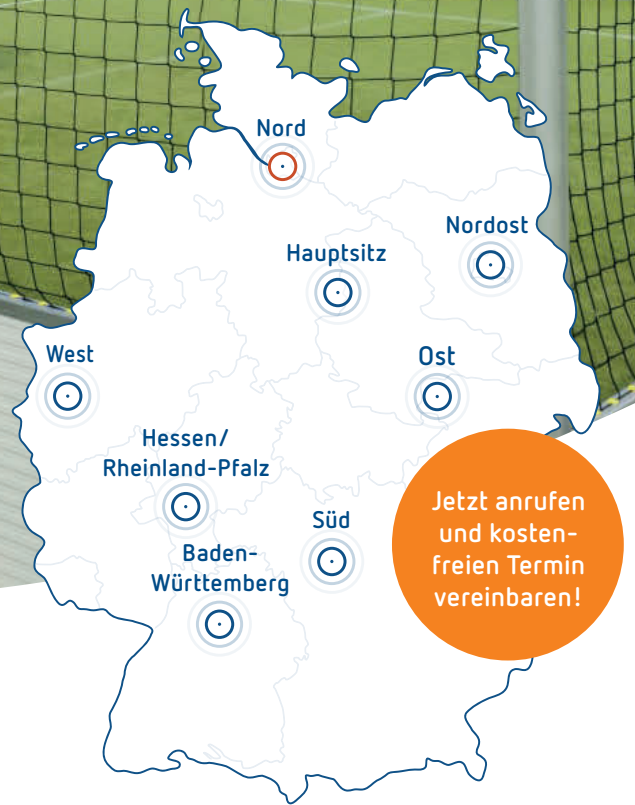 Nord
Nordost
Hauptsitz
West
Ost
Hessen/
Rheinland-Pfalz
Süd
Baden-
Württemberg
Jetzt anrufen
und kosten-
freien Termin
vereinbaren!